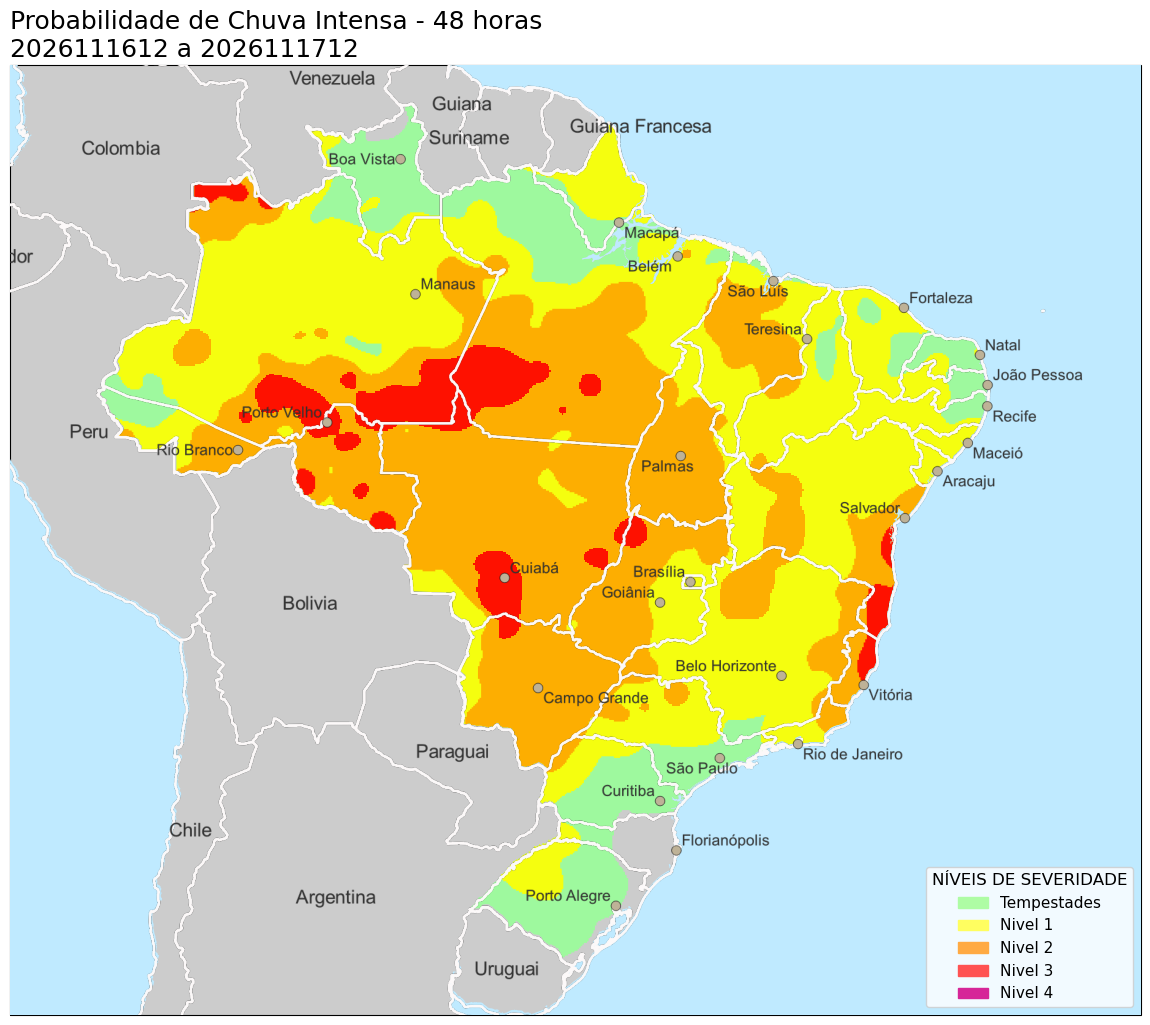 Probabilidade de Chuva Intensa - 48 horas
2026111612 a 2026111712
Venezuela
Guiana
Guiana Francesa
Suriname
Colombia
Boa Vista
Macapá
dor
Belém
Manaus
São Luís
Fortaleza
Teresina
Natal
João Pessoa
Porto Velho
Recife
Peru
Rio Branco
Maceió
Palmas
Aracaju
Salvador
Cuiabá
Brasília
Goiânia
Bolivia
Belo Horizonte
Vitória
Campo Grande
Paraguai
Rio de Janeiro
São Paulo
Curitiba
Chile
Florianópolis
Argentina
Porto Alegre
Uruguai
NÍVEIS DE SEVERIDADE
Tempestades
Nivel 1
Nivel 2
Nivel 3
Nivel 4